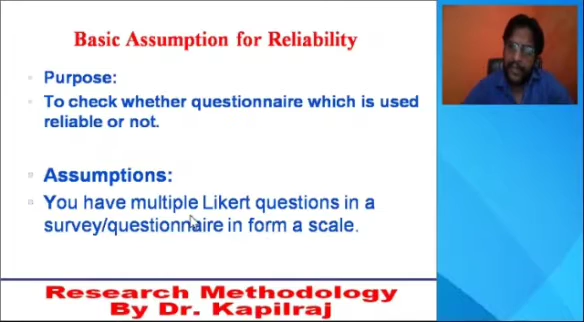 Basic Assumption for Reliability
Purpose:
To check whether questionnaire which is used
reliable or not.
Assumptions:
You have multiple Likert questions in a
survey/questionnaire in form a scale.
Research Methodology
By Dr. Kapilraj